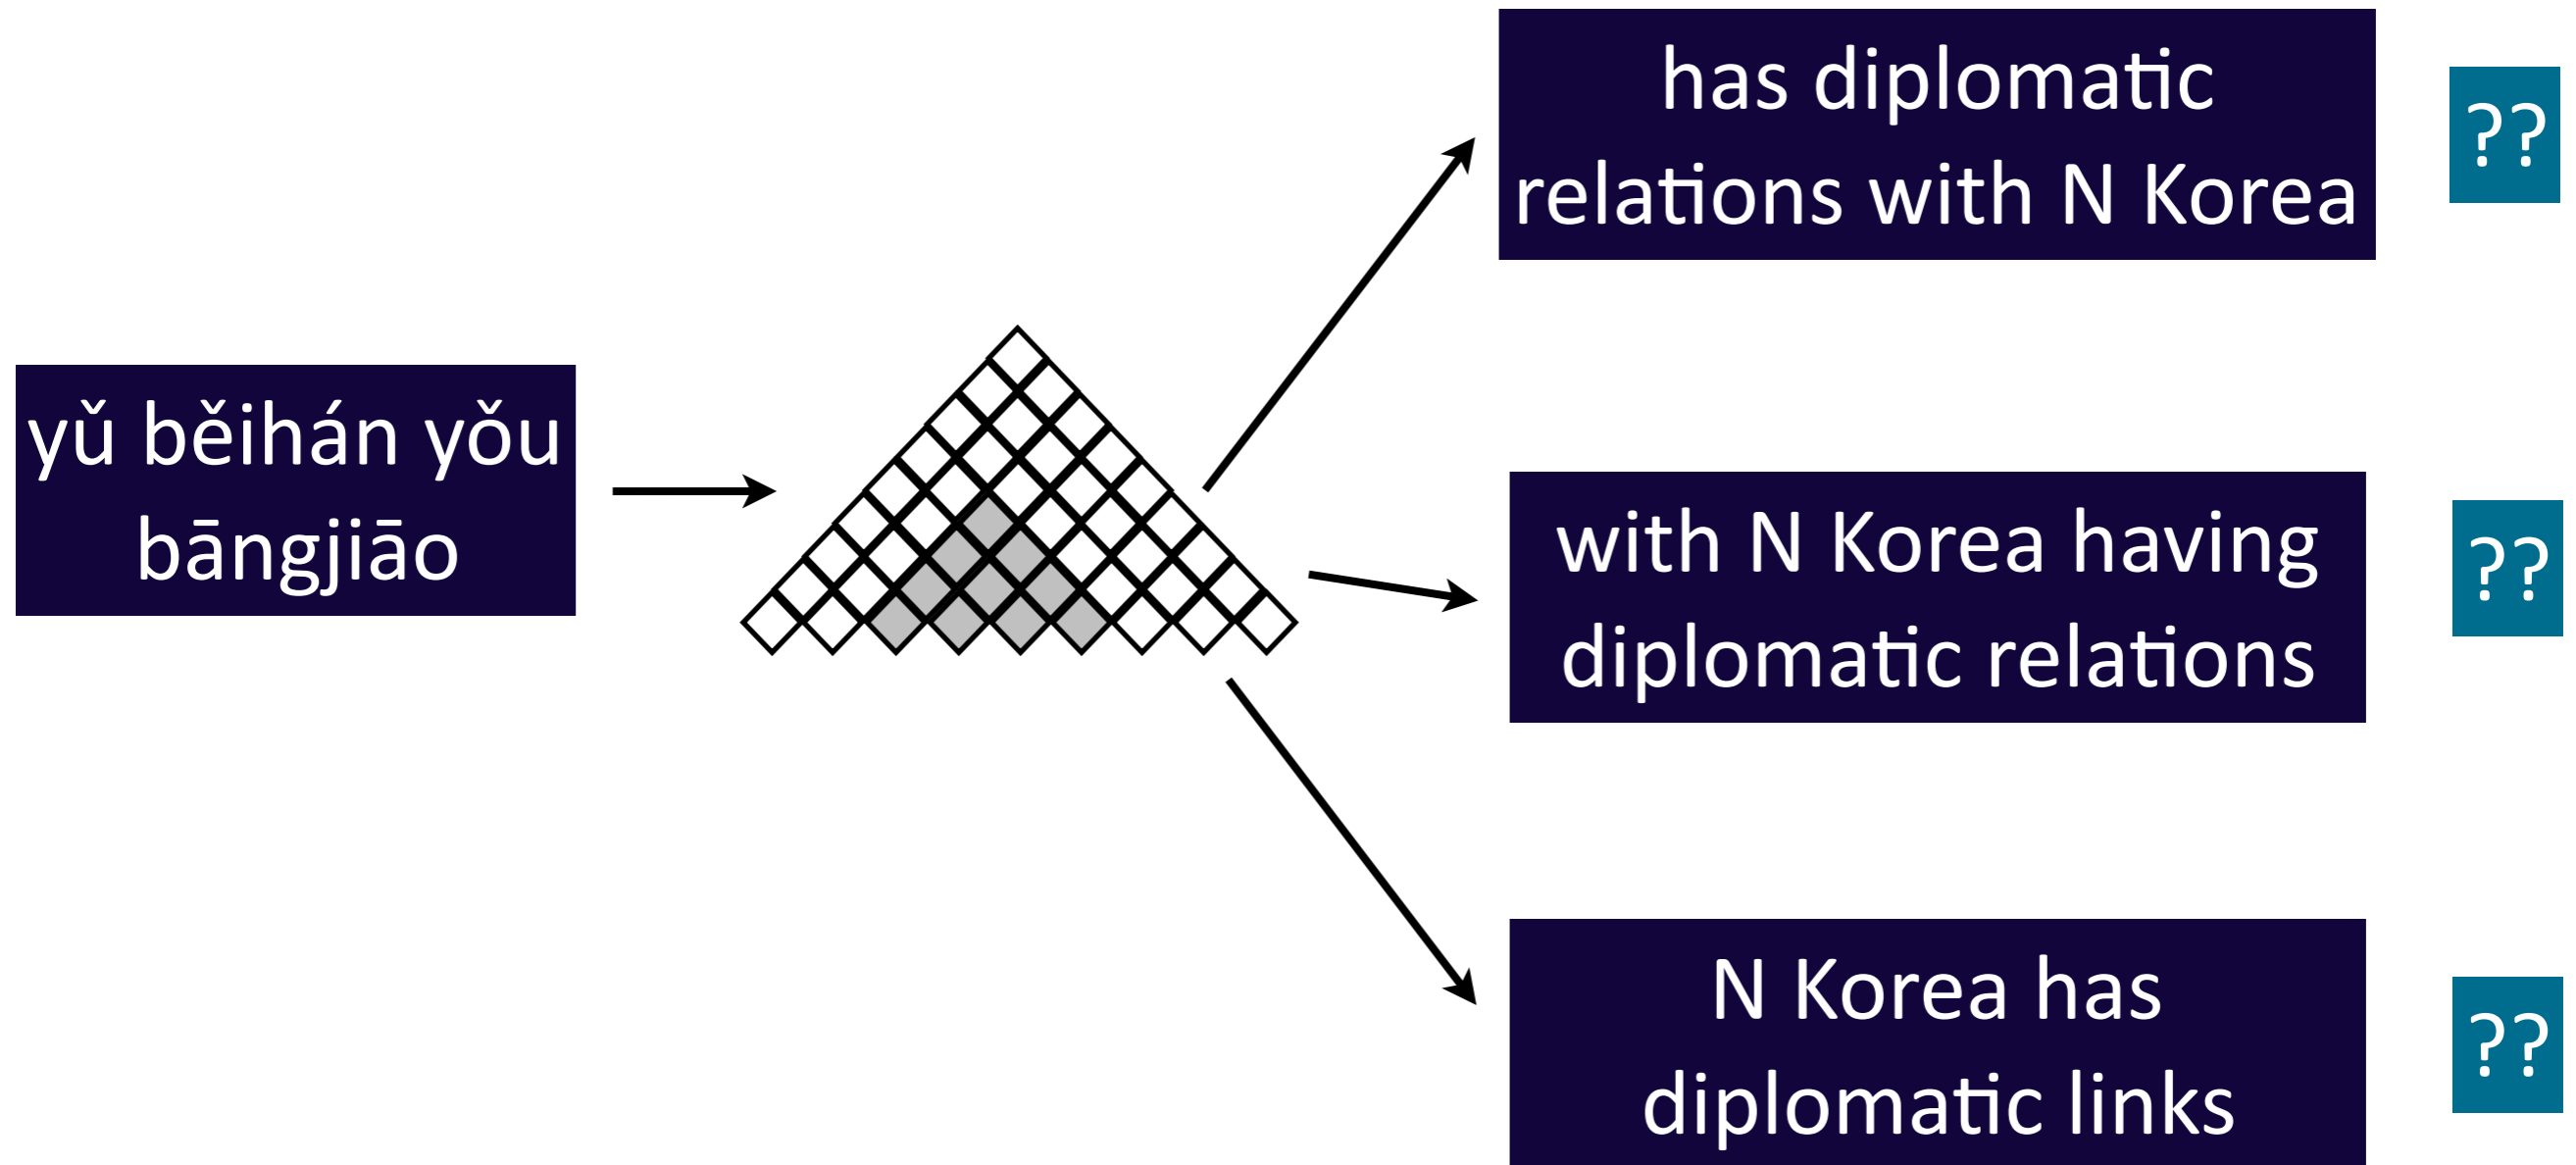 yǔ běihán yǒu
bāngjiāo
has diplomatic
relations with N Korea
??
with N Korea having
diplomatic relations
??
N Korea has
diplomatic links
??